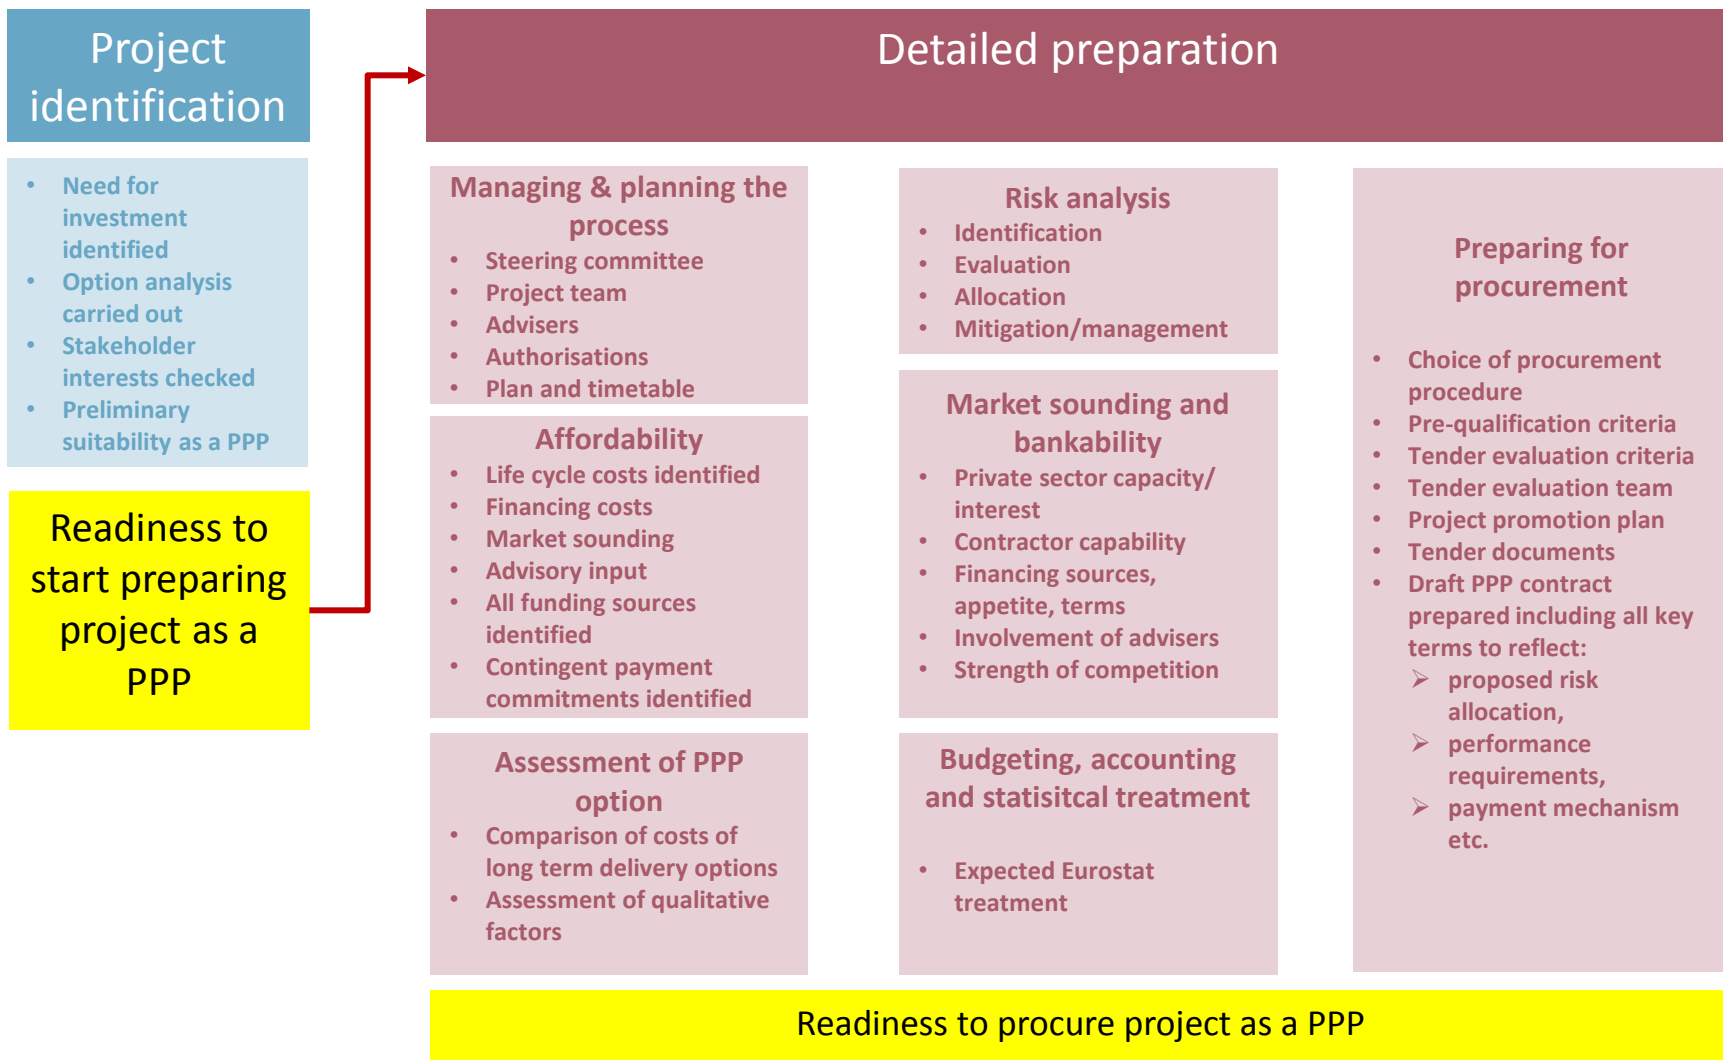 Project
identification
• Need for
investment
identified
• Option analysis
carried out
• Stakeholder
interests checked
• Preliminary
suitability as a PPP
Readiness to
start preparing
project as a
PPP
Detailed preparation
Managing & planning the
process
• Steering committee
• Project team
• Advisers
• Authorisations
• Plan and timetable
Affordability
• Life cycle costs identified
• Financing costs
• Market sounding
• Advisory input
• All funding sources
identified
• Contingent payment
commitments identified
Assessment of PPP
option
• Comparison of costs of
long term delivery options
• Assessment of qualitative
factors
Risk analysis
• Identification
• Evaluation
• Allocation
• Mitigation/management
Market sounding and
bankability
• Private sector capacity/
interest
• Contractor capability
• Financing sources,
appetite, terms
• Involvement of advisers
• Strength of competition
Budgeting, accounting
and statisitcal treatment
• Expected Eurostat
treatment
Preparing for
procurement
• Choice of procurement
procedure
• Pre-qualification criteria
• Tender evaluation criteria
• Tender evaluation team
• Project promotion plan
• Tender documents
• Draft PPP contract
prepared including all key
terms to reflect:
➢ proposed risk
allocation,
➢ performance
requirements,
➢ payment mechanism
etc.
Readiness to procure project as a PPP